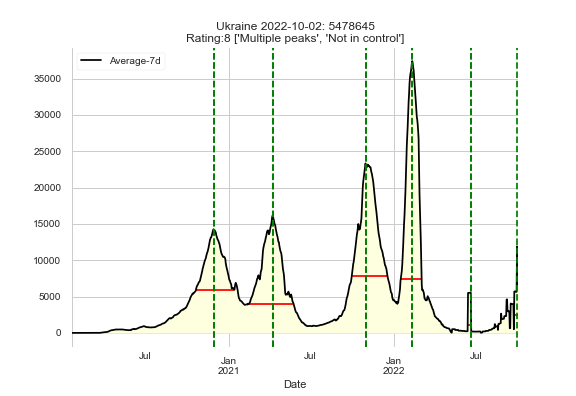 Ukraine 2022-10-02: 5478645
Rating:8 ['Multiple peaks', 'Not in control']
Average-7d
35000
30000
25000
20000
15000
10000
5000
0
Jul
Jan
2021
Jul
Jan
2022
Jul
Date